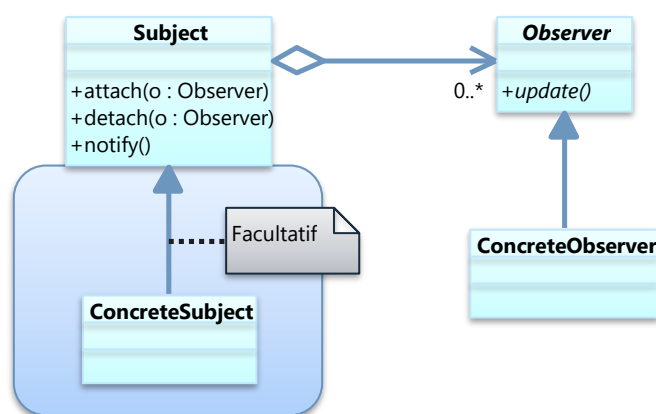 Subject
+attach(o : Observer)
+detach(o : Observer)
+notify()
Observer
0..*
+update()
Facultatif
ConcreteObserver
ConcreteSubject